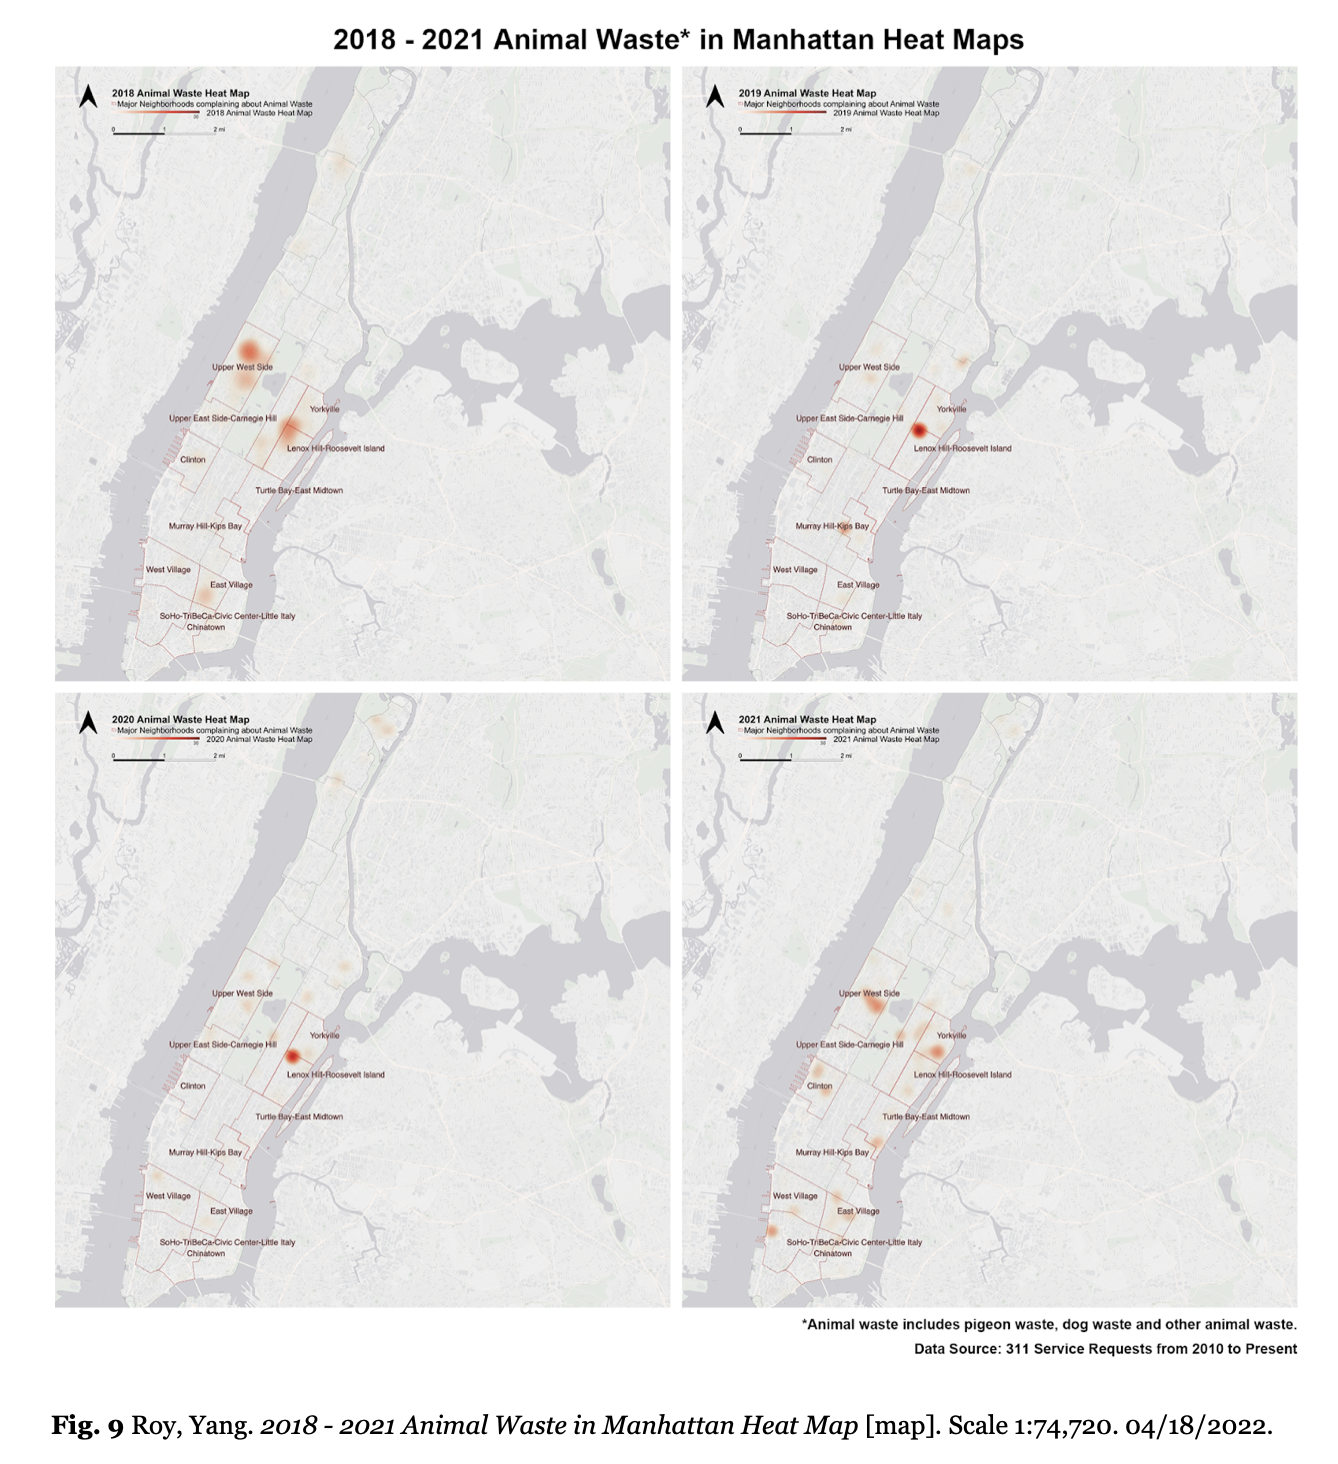 2018 - 2021 Animal Waste* in Manhattan Heat Maps
2018 Animal Waste Heat Map
Major Neighborhoods complaining about Animal Waste
2018 Animal Waste Heat Map
0 1 2 mi
Upper West Side
Yorkville
Upper East Side-Carnegie Hill
Lenox Hill-Roosevelt Island
Clinton
Turtle Bay-East Midtown
Murray Hill-Kips Bay
West Village
East Village
SoHo-TriBeCa-Civic Center-Little Italy
Chinatown
2019 Animal Waste Heat Map
Major Neighborhoods complaining about Animal Waste
2019 Animal Waste Heat Map
0 1 2 mi
Upper West Side
Yorkville
Upper East Side-Carnegie Hill
Lenox Hill-Roosevelt Island
Clinton
Turtle Bay-East Midtown
Murray Hill-Kips Bay
West Village
East Village
SoHo-TriBeCa-Civic Center-Little Italy
Chinatown
2020 Animal Waste Heat Map
Major Neighborhoods complaining about Animal Waste
2020 Animal Waste Heat Map
0 1 2 mi
Upper West Side
Yorkville
Upper East Side-Carnegie Hill
Lenox Hill-Roosevelt Island
Clinton
Turtle Bay-East Midtown
Murray Hill-Kips Bay
West Village
East Village
SoHo-TriBeCa-Civic Center-Little Italy
Chinatown
2021 Animal Waste Heat Map
Major Neighborhoods complaining about Animal Waste
2021 Animal Waste Heat Map
0 1 2 mi
Upper West Side
Yorkville
Upper East Side-Carnegie Hill
Lenox Hill-Roosevelt Island
Clinton
Turtle Bay-East Midtown
Murray Hill-Kips Bay
West Village
East Village
SoHo-TriBeCa-Civic Center-Little Italy
Chinatown
*Animal waste includes pigeon waste, dog waste and other animal waste.
Data Source: 311 Service Requests from 2010 to Present
Fig. 9 Roy, Yang. 2018 - 2021 Animal Waste in Manhattan Heat Map [map]. Scale 1:74,720. 04/18/2022.